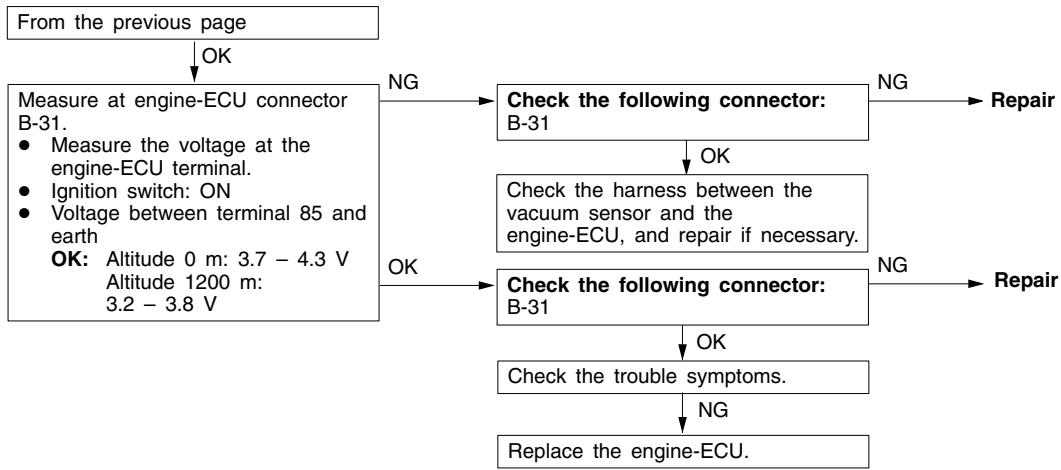 From the previous page
OK
Measure at engine-ECU connector
B-31.
● Measure the voltage at the
engine-ECU terminal.
● Ignition switch: ON
● Voltage between terminal 85 and
earth
OK: Altitude 0 m: 3.7 – 4.3 V
Altitude 1200 m:
3.2 – 3.8 V
NG
Check the following connector:
B-31
NG
Repair
OK
Check the harness between the
vacuum sensor and the
engine-ECU, and repair if necessary.
OK
Check the following connector:
B-31
NG
Repair
OK
Check the trouble symptoms.
NG
Replace the engine-ECU.